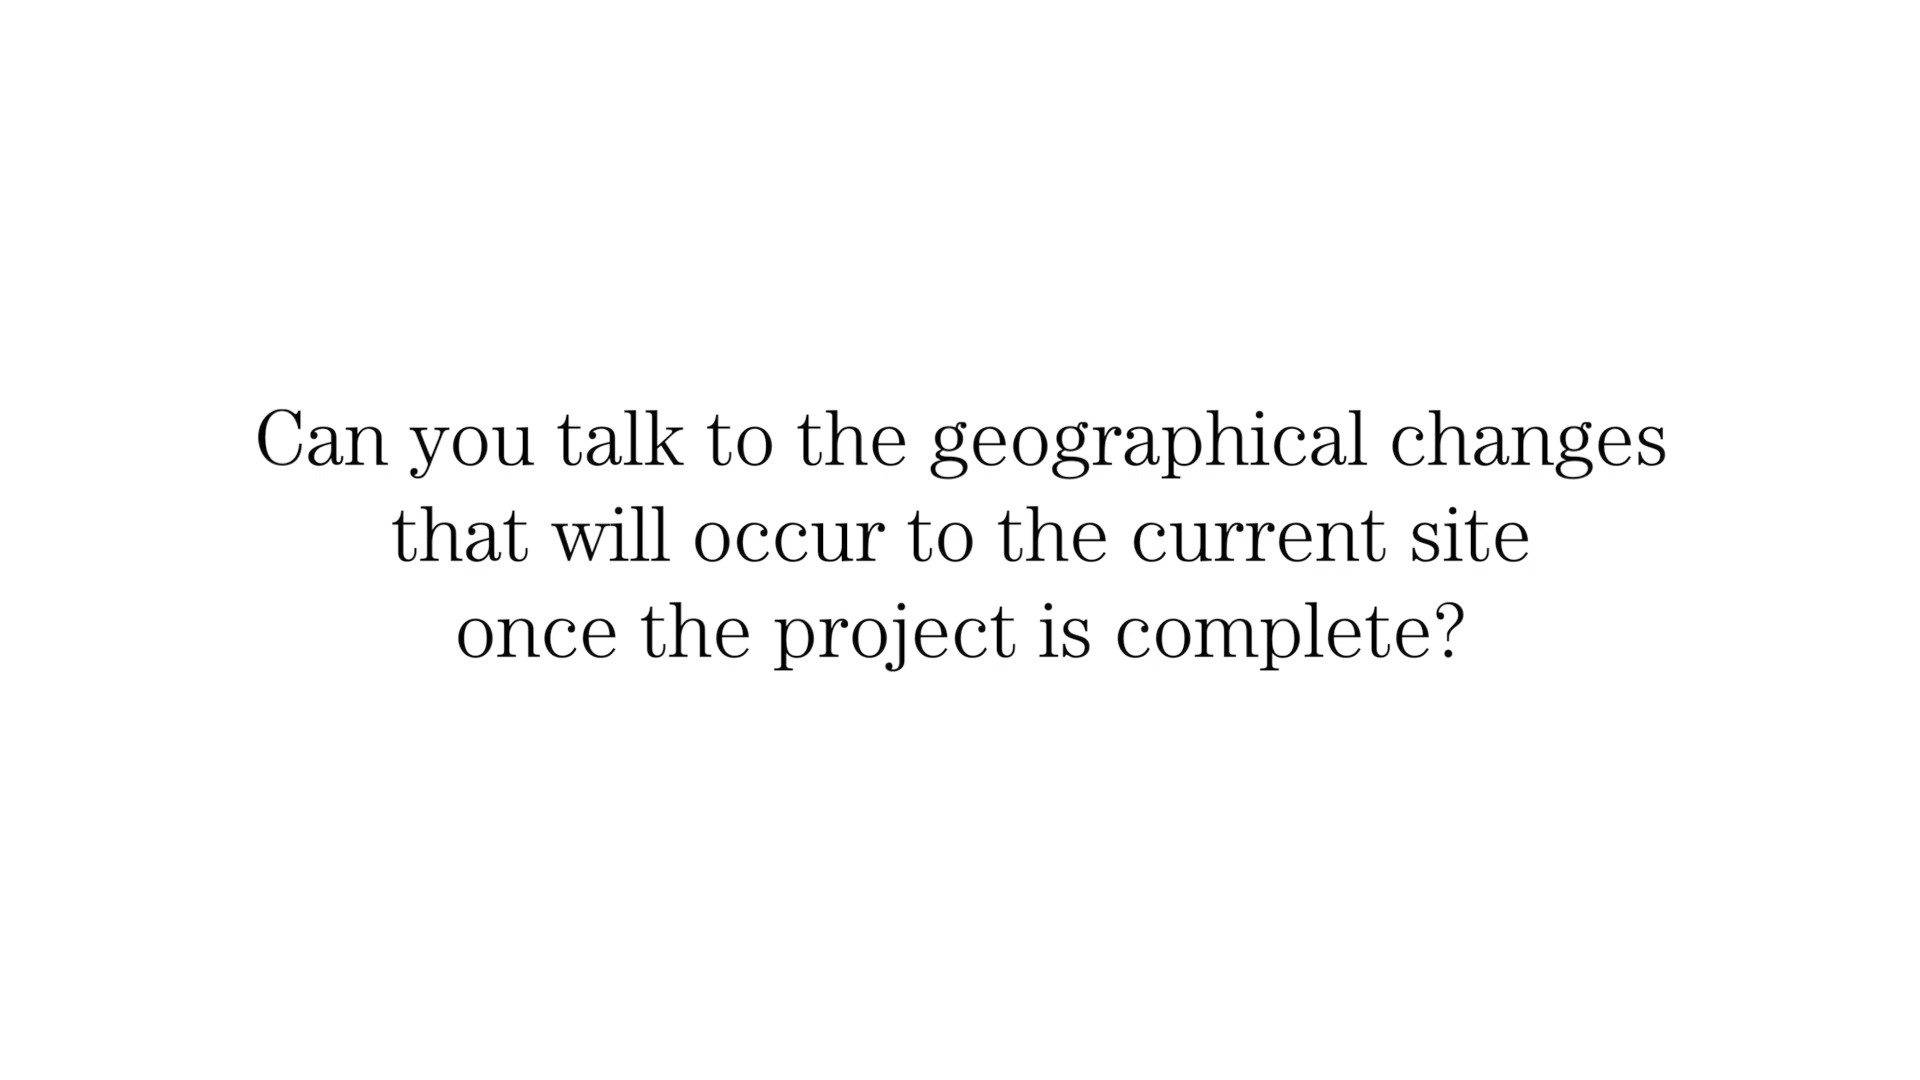 Can you talk to the geographical changes
that will occur to the current site
once the project is complete?